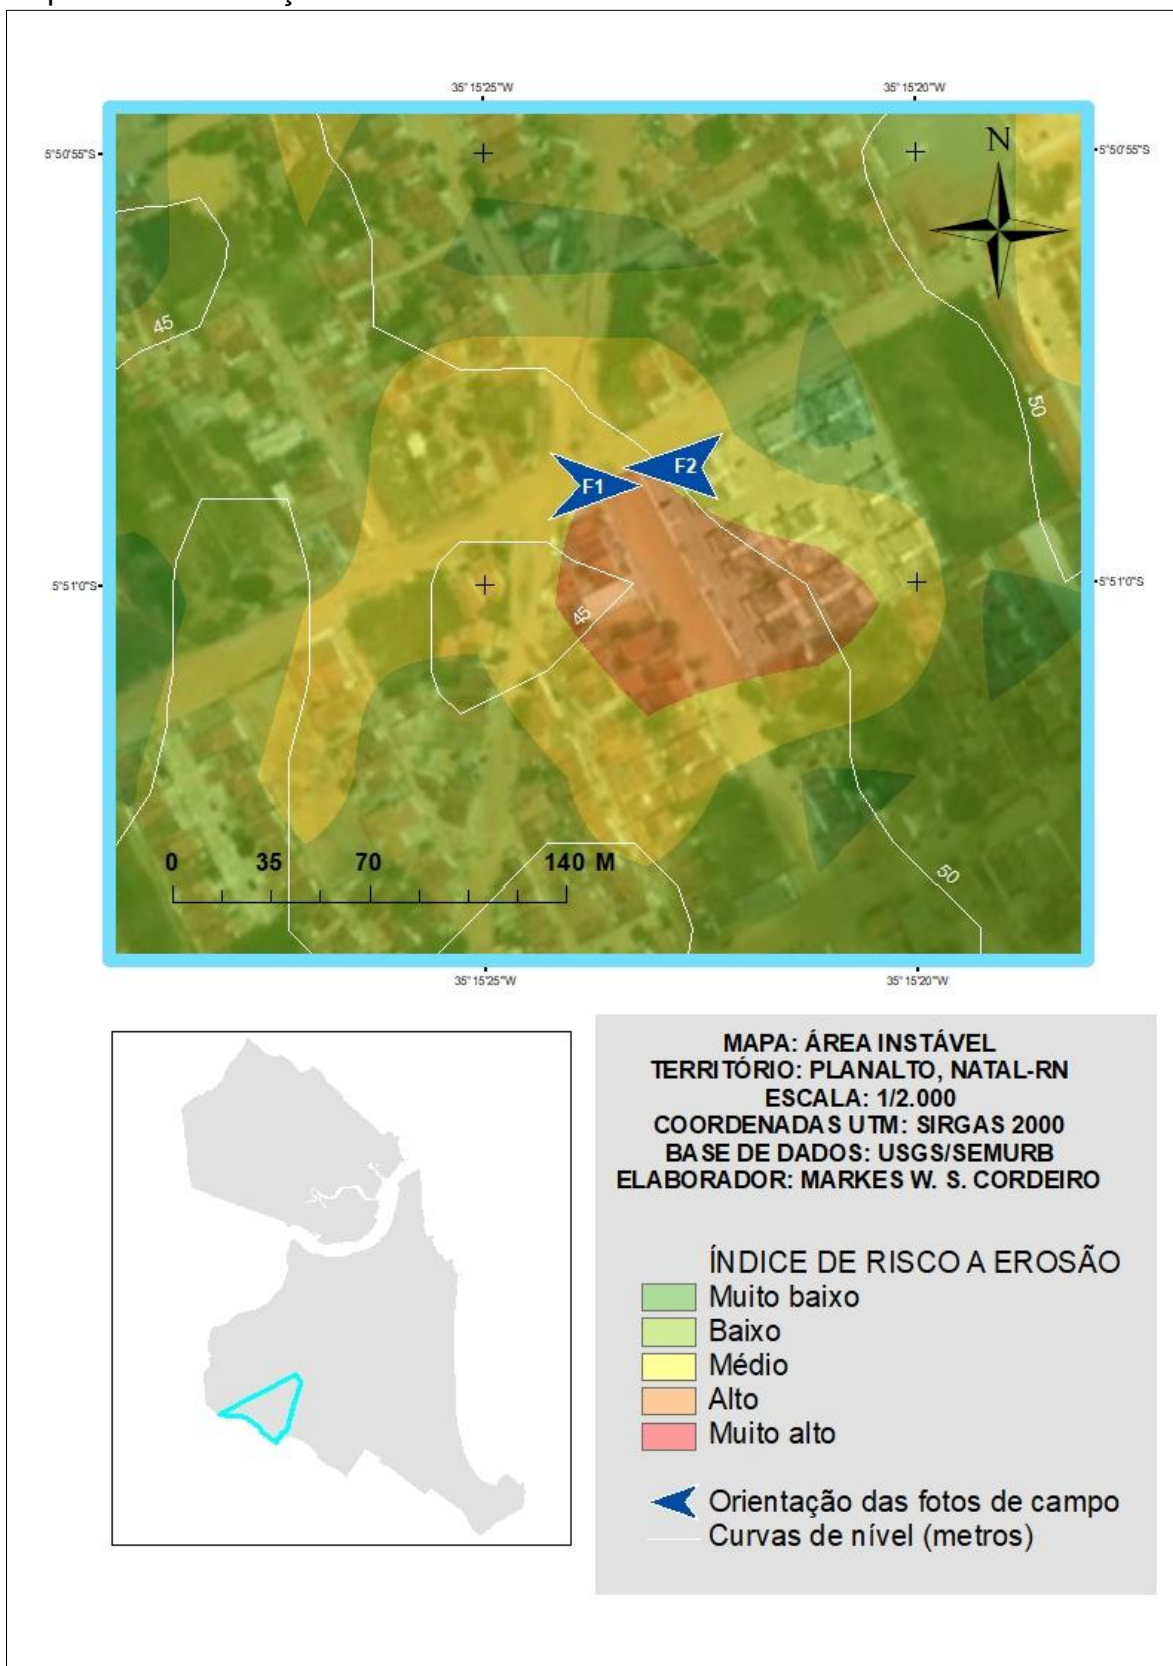 35°15'25"W
35°15'20"W
5°50'55"S
5°50'55"S
N
45
50
F2
F1
5°51'0"S
5°51'0"S
45
0 35 70 140 M
50
35°15'25"W
35°15'20"W
MAPA: ÁREA INSTÁVEL
TERRITÓRIO: PLANALTO, NATAL-RN
ESCALA: 1/2.000
COORDENADAS UTM: SIRGAS 2000
BASE DE DADOS: USGS/SEMURB
ELABORADOR: MARKES W. S. CORDEIRO
ÍNDICE DE RISCO A EROSÃO
Muito baixo
Baixo
Médio
Alto
Muito alto
Orientação das fotos de campo
Curvas de nível (metros)